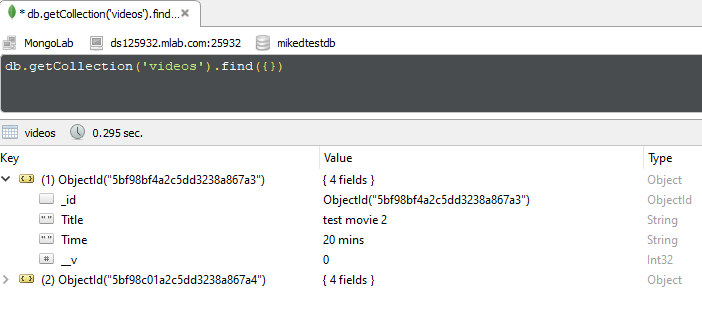 * db.getCollection('videos').find...
MongoLab ds125932.mlab.com:25932 mikedtestdb
db.getCollection('videos').find({})
videos 0.295 sec.
Key Value Type
(1) ObjectId("5bf98bf4a2c5dd3238a867a3") { 4 fields } Object
_id ObjectId("5bf98bf4a2c5dd3238a867a3") ObjectId
" " Title test movie 2 String
" " Time 20 mins String
# __v 0 Int32
(2) ObjectId("5bf98c01a2c5dd3238a867a4") { 4 fields } Object